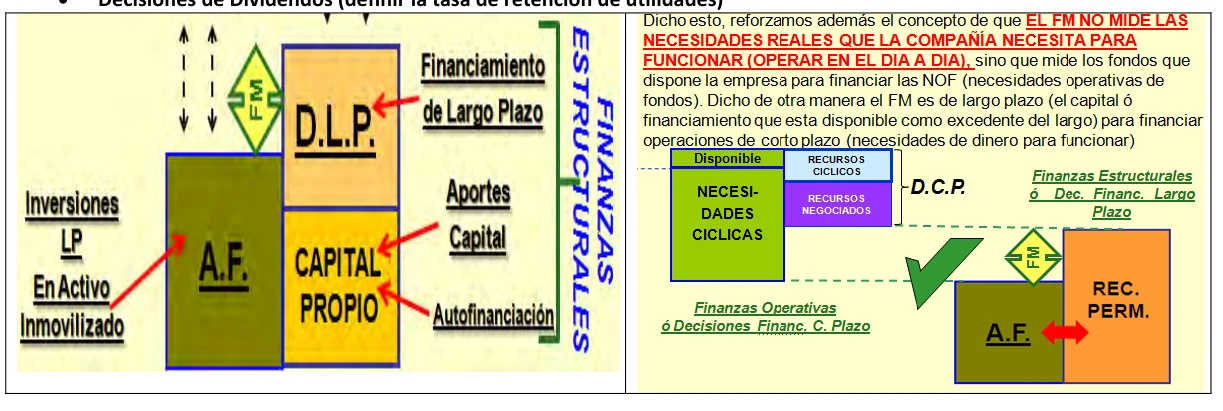 Decisiones de Dividendos (definir la tasa de retención de utilidades)
FM
D.L.P.
Financiamiento
de Largo Plazo
Inversiones
LP
En Activo
Inmovilizado
A.F.
CAPITAL
PROPIO
Aportes
Capital
Autofinanciación
FINANZAS
ESTRUCTURALES
Dicho esto, reforzamos además el concepto de que EL FM NO MIDE LAS
NECESIDADES REALES QUE LA COMPAÑÍA NECESITA PARA
FUNCIONAR (OPERAR EN EL DIA A DIA), sino que mide los fondos que
dispone la empresa para financiar las NOF (necesidades operativas de
fondos). Dicho de otra manera el FM es de largo plazo (el capital ó
financiamiento que esta disponible como excedente del largo) para financiar
operaciones de corto plazo (necesidades de dinero para funcionar)
Disponible
NECESI-
DADES
CICLICAS
RECURSOS
CICLICOS
RECURSOS
NEGOCIADOS
D.C.P.
Finanzas Estructurales
ó Dec. Financ. Largo
Plazo
FM
A.F.
REC.
PERM.
Finanzas Operativas
ó Decisiones Financ. C. Plazo